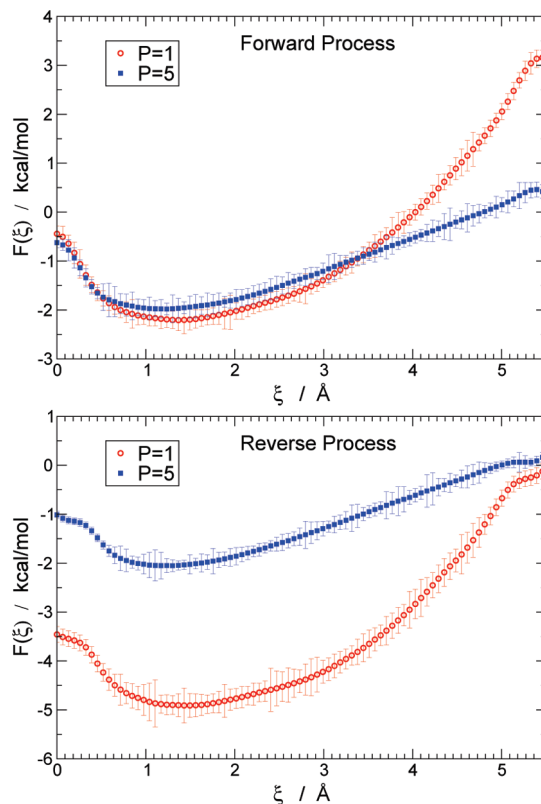 Forward Process
P=1
P=5
F(ξ) / kcal/mol
4
3
2
1
0
-1
-2
-3
0 1 2 3 4 5
ξ / Å
Reverse Process
P=1
P=5
F(ξ) / kcal/mol
1
0
-1
-2
-3
-4
-5
-6
0 1 2 3 4 5
ξ / Å